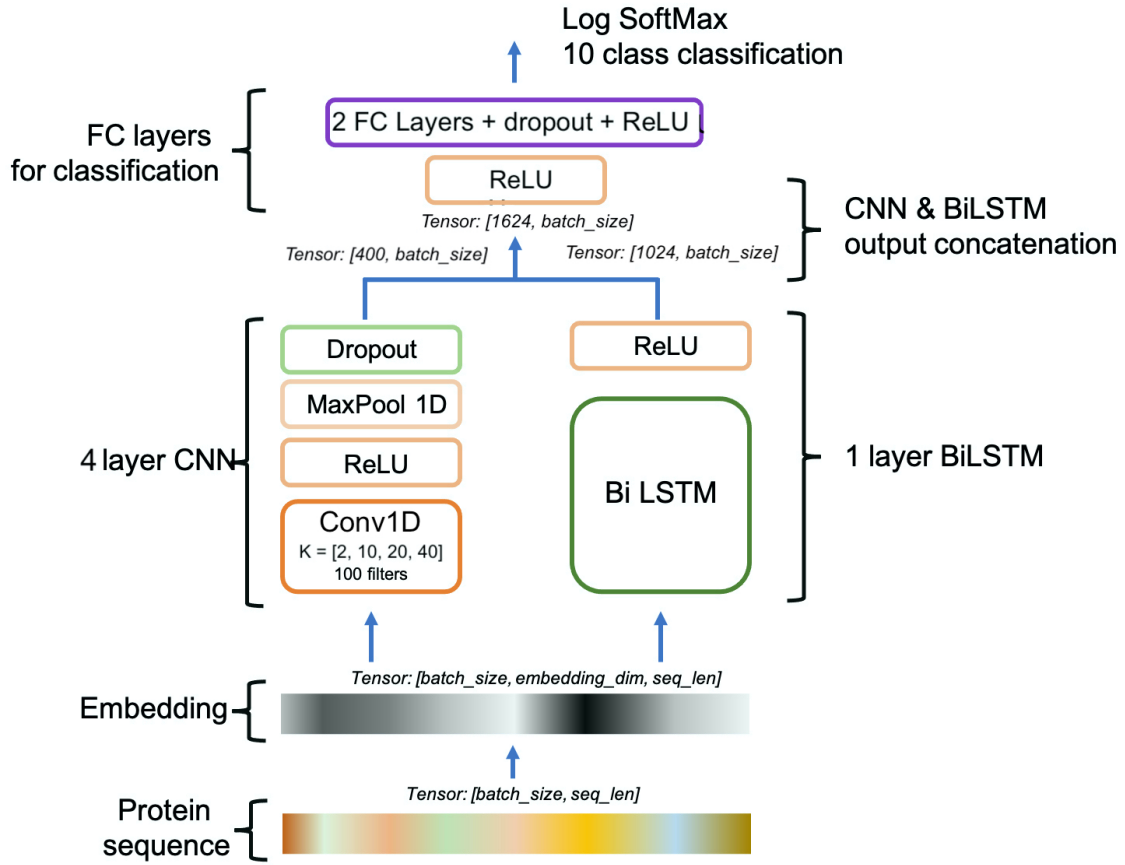 Log SoftMax
10 class classification
FC layers
for classification
2 FC Layers + dropout + ReLU
ReLU
Tensor: [1624, batch_size]
Tensor: [400, batch_size]
Tensor: [1024, batch_size]
CNN & BiLSTM
output concatenation
4 layer CNN
Dropout
MaxPool 1D
ReLU
Conv1D
K = [2, 10, 20, 40]
100 filters
ReLU
Bi LSTM
1 layer BiLSTM
Tensor: [batch_size, embedding_dim, seq_len]
Embedding
Tensor: [batch_size, seq_len]
Protein
sequence